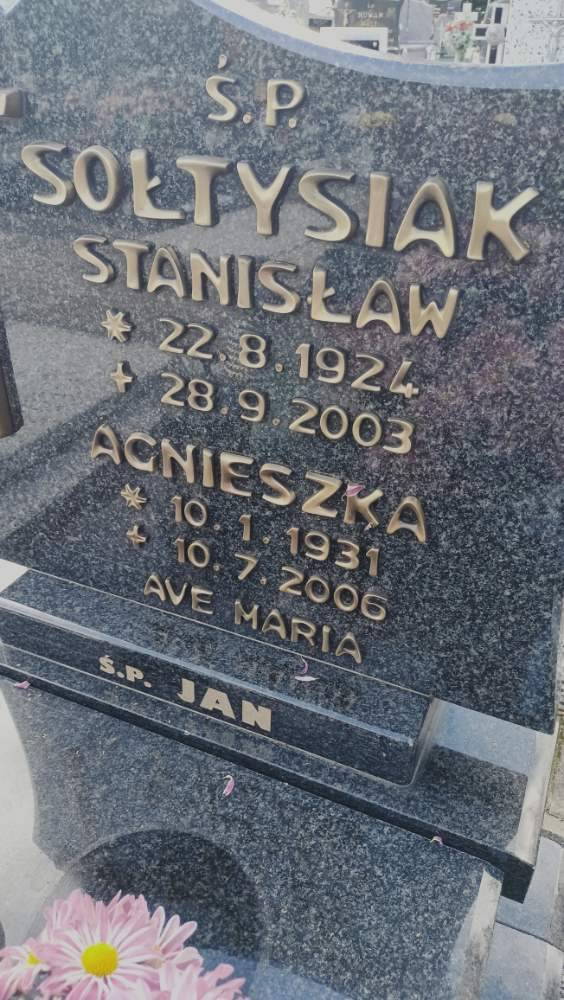 Ś.P.
SOŁTYSIAK
STANISŁAW
* 22.8.1924
+ 28.9.2003
AGNIESZKA
* 10.1.1931
+ 10.7.2006
AVE MARIA
Ś.P. JAN